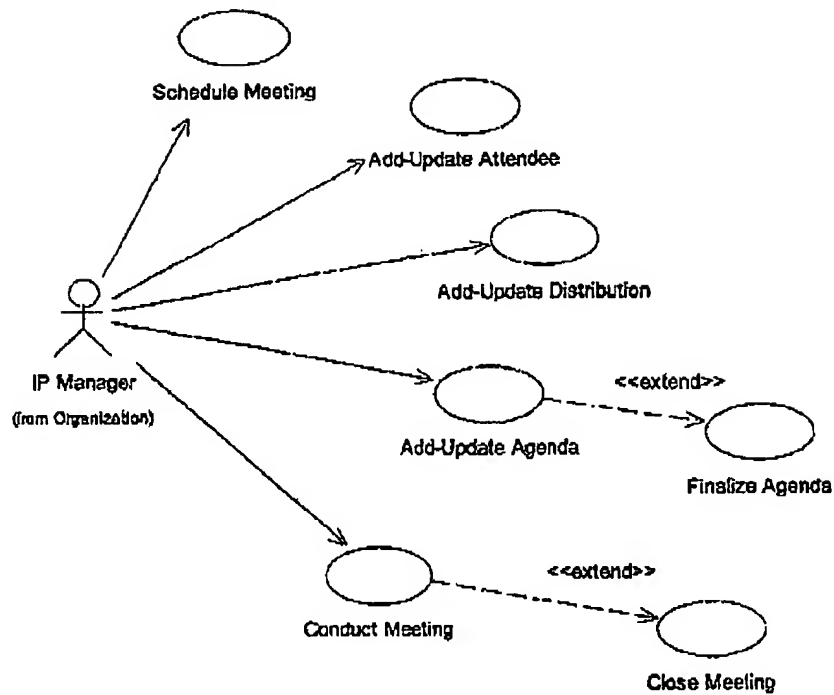 Schedule Meeting
Add-Update Attendee
Add-Update Distribution
IP Manager
(from Organization)
<<extend>>
Add-Update Agenda
Finalize Agenda
<<extend>>
Conduct Meeting
Close Meeting